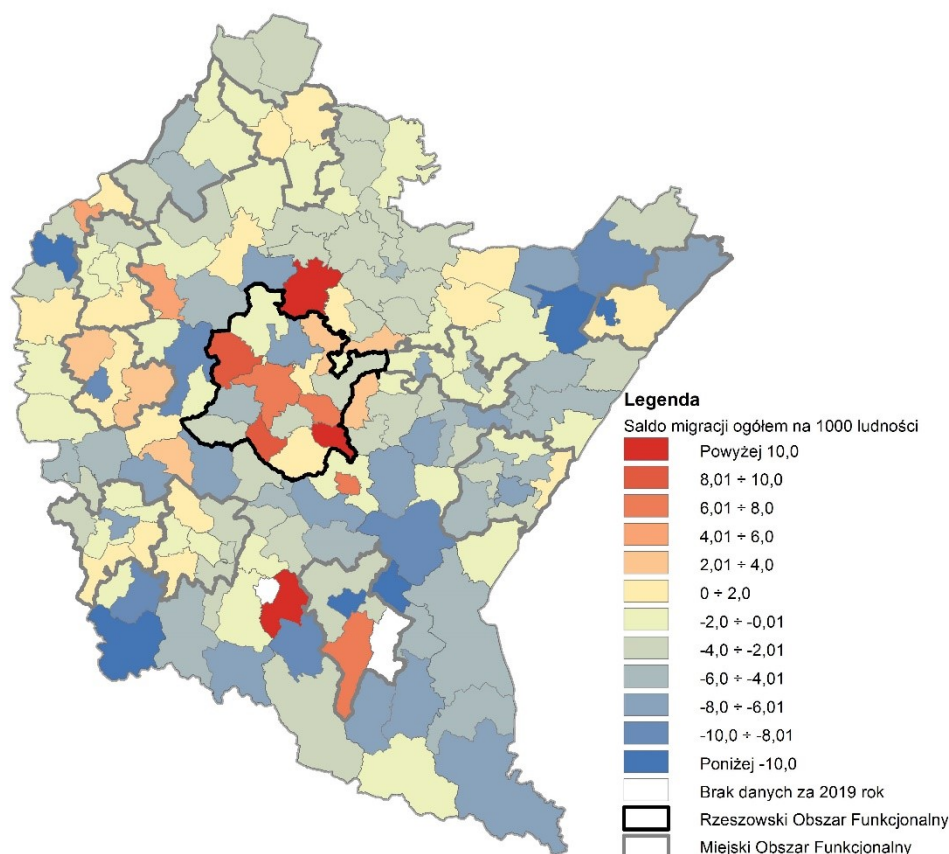 Legenda
Saldo migracji ogółem na 1000 ludności
Powyżej 10,0
8,01 ÷ 10,0
6,01 ÷ 8,0
4,01 ÷ 6,0
2,01 ÷ 4,0
0 ÷ 2,0
-2,0 ÷ -0,01
-4,0 ÷ -2,01
-6,0 ÷ -4,01
-8,0 ÷ -6,01
-10,0 ÷ -8,01
Poniżej -10,0
Brak danych za 2019 rok
Rzeszowski Obszar Funkcjonalny
Miejski Obszar Funkcjonalny